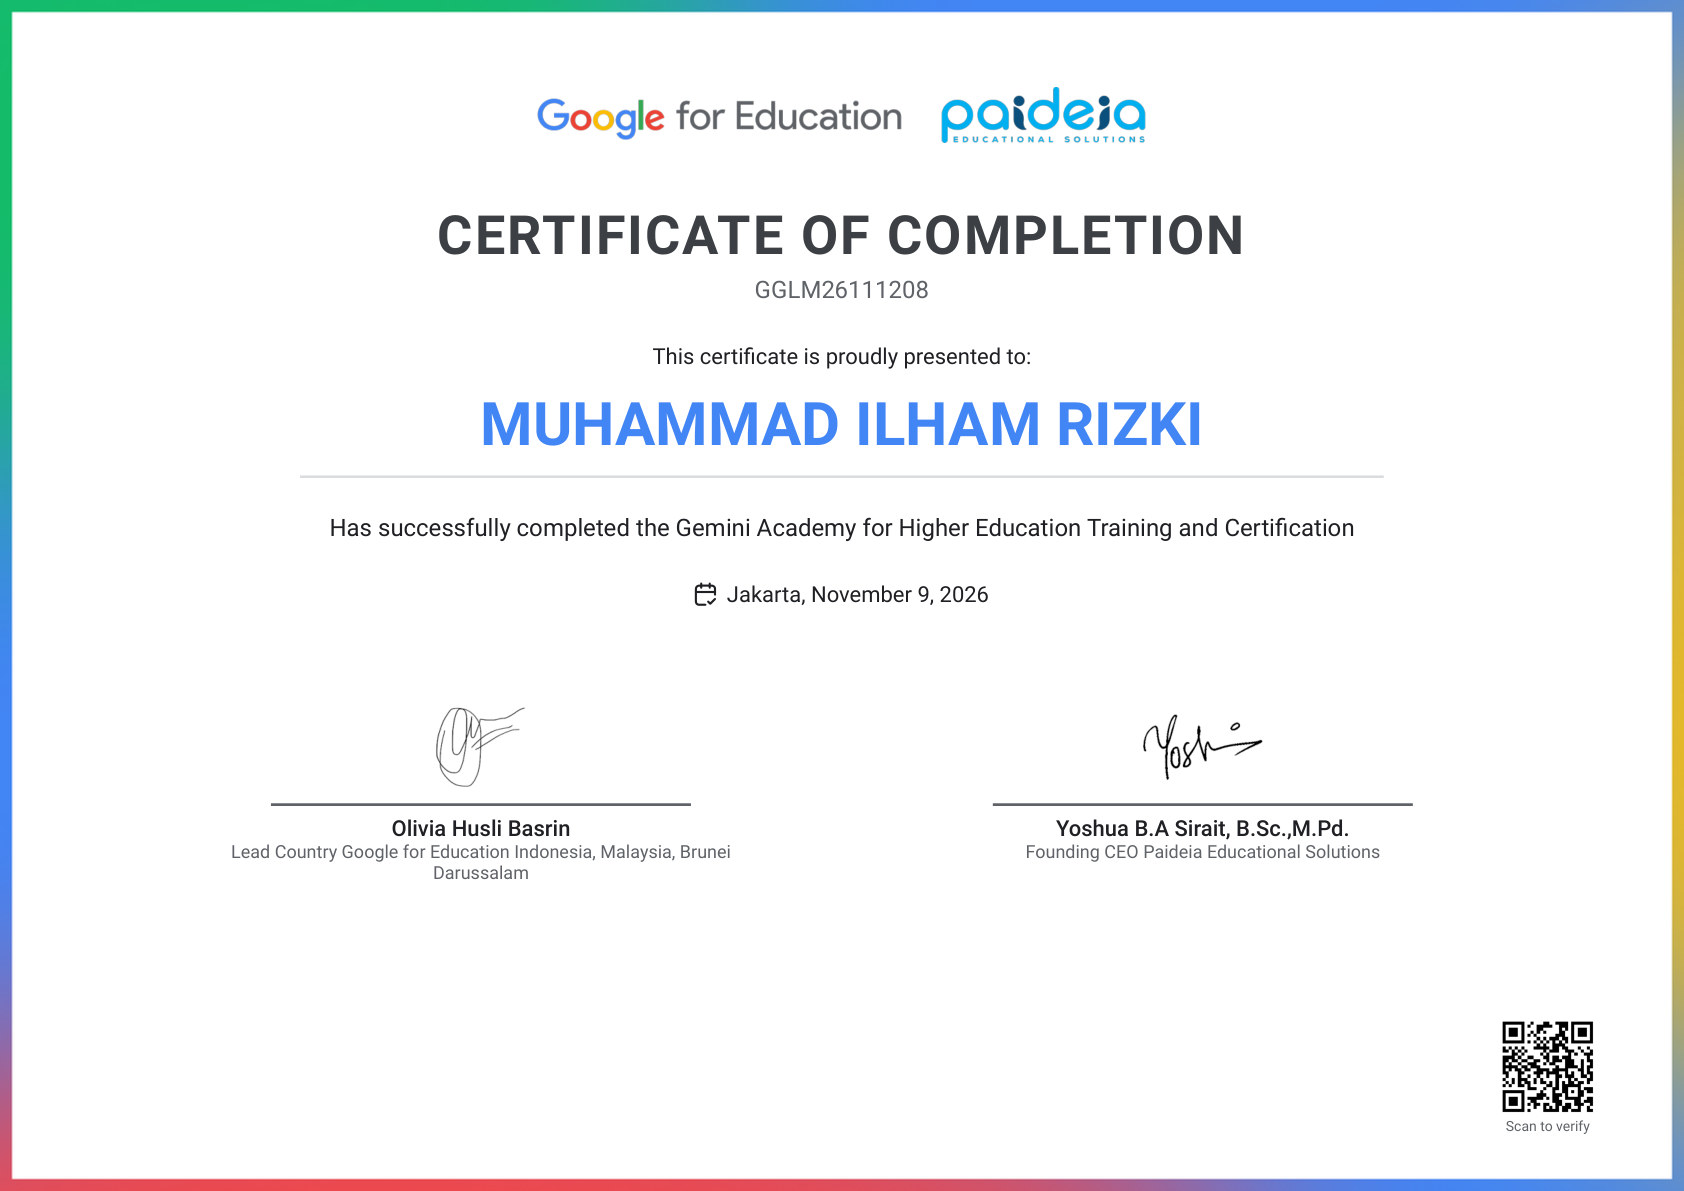 Google for Education
paideia
EDUCATIONAL SOLUTIONS
CERTIFICATE OF COMPLETION
GGLM26111208
This certificate is proudly presented to:
MUHAMMAD ILHAM RIZKI
Has successfully completed the Gemini Academy for Higher Education Training and Certification
Jakarta, November 9, 2026
Yoshi
Olivia Husli Basrin
Lead Country Google for Education Indonesia, Malaysia, Brunei
Darussalam
Yoshua B.A Sirait, B.Sc.,M.Pd.
Founding CEO Paideia Educational Solutions
Scan to verify